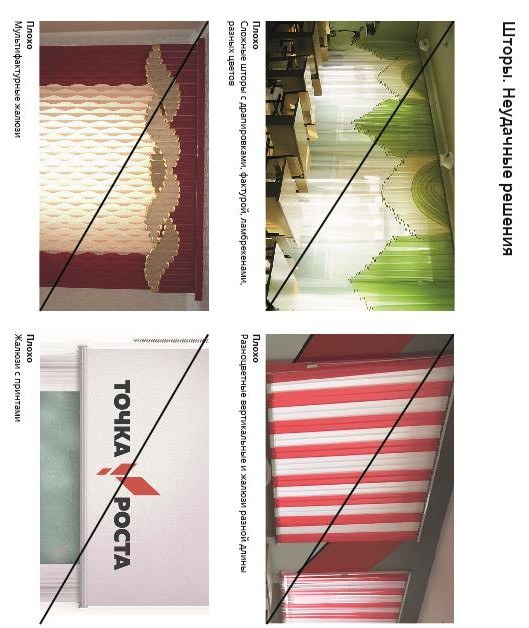 Шторы. Неудачные решения
Плохо
Сложные шторы с драпировками, фактурой, ламбрекенами,
разных цветов
Плохо
Разноцветные вертикальные и жалюзи разной длины
Плохо
Мультифактурные жалюзи
ТОЧКА РОСТА
Плохо
Жалюзи с принтами